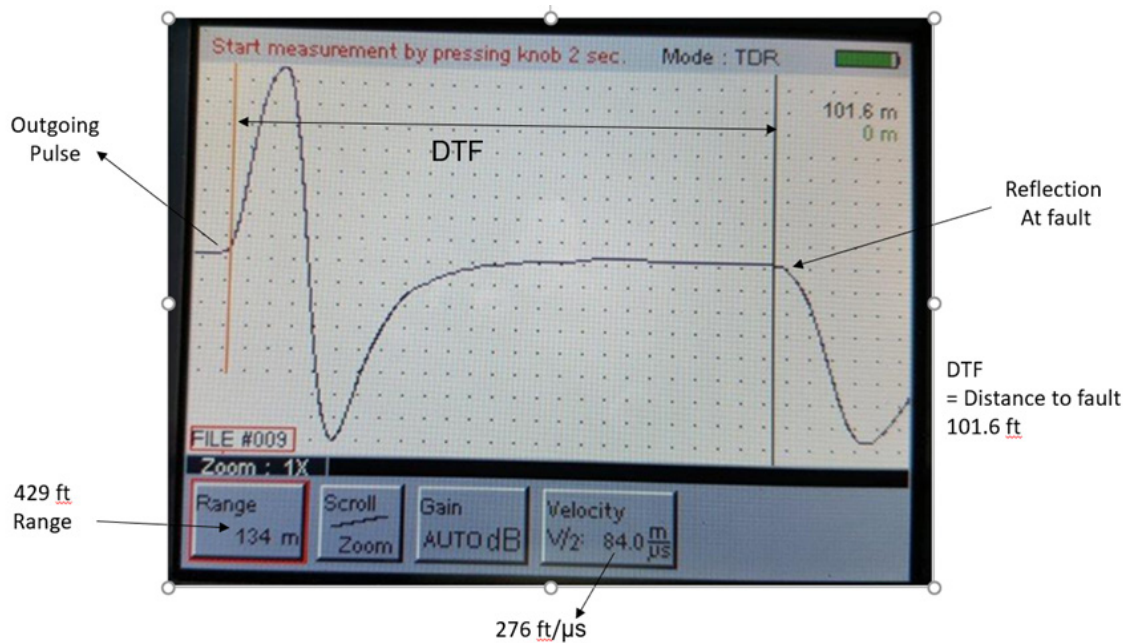 Start measurement by pressing knob 2 sec. Mode : TDR
101.6 m
0 m
Outgoing
Pulse
DTF
Reflection
At fault
DTF
= Distance to fault
101.6 ft
FILE #009
Zoom : 1X
429 ft
Range
Range
134 m
Scroll
Zoom
Gain
AUTO dB
Velocity
V/2: 84.0 m/µs
276 ft/µs